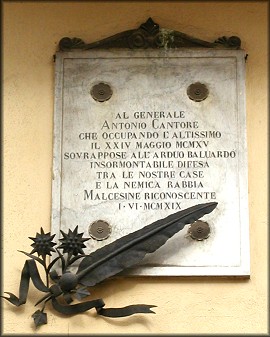 AL GENERALE
ANTONIO CANTORE
CHE OCCUPANDO L'ALTISSIMO
IL XXIV MAGGIO MCMXV
SOVRAPPOSE ALL'ARDUO BALUARDO
INSORMONTABILE DIFESA
TRA LE NOSTRE CASE
E LA NEMICA RABBIA
MALCESINE RICONOSCENTE
I · VI · MCMXIX